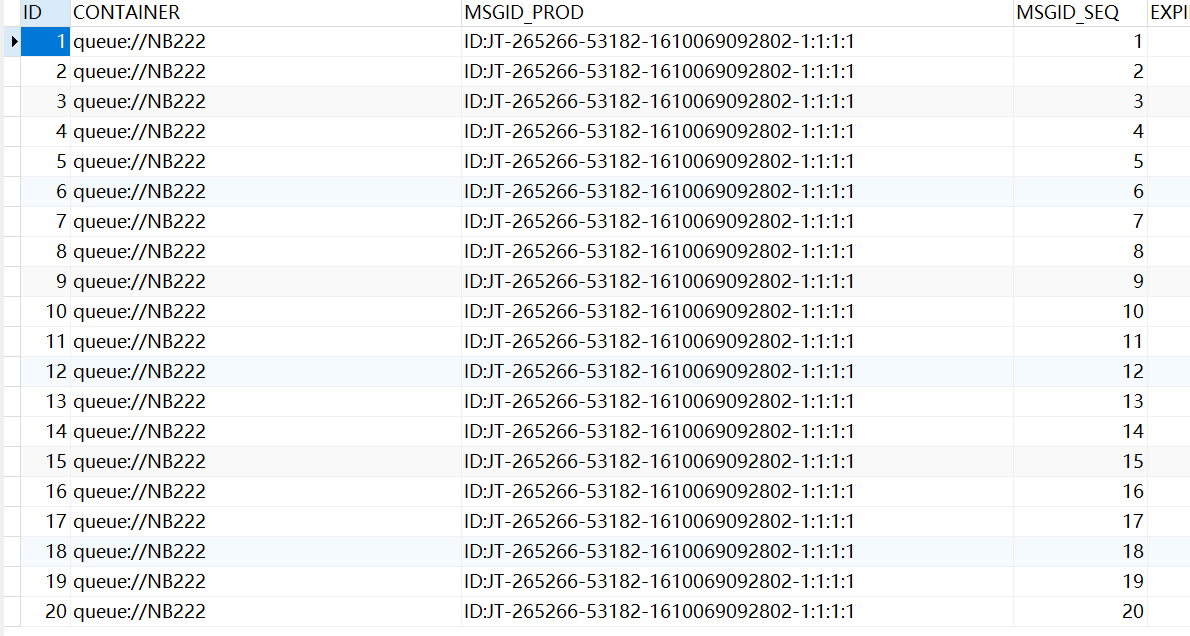 ID CONTAINER MSGID_PROD MSGID_SEQ EXPI
1 queue://NB222 ID:JT-265266-53182-1610069092802-1:1:1:1 1
2 queue://NB222 ID:JT-265266-53182-1610069092802-1:1:1:1 2
3 queue://NB222 ID:JT-265266-53182-1610069092802-1:1:1:1 3
4 queue://NB222 ID:JT-265266-53182-1610069092802-1:1:1:1 4
5 queue://NB222 ID:JT-265266-53182-1610069092802-1:1:1:1 5
6 queue://NB222 ID:JT-265266-53182-1610069092802-1:1:1:1 6
7 queue://NB222 ID:JT-265266-53182-1610069092802-1:1:1:1 7
8 queue://NB222 ID:JT-265266-53182-1610069092802-1:1:1:1 8
9 queue://NB222 ID:JT-265266-53182-1610069092802-1:1:1:1 9
10 queue://NB222 ID:JT-265266-53182-1610069092802-1:1:1:1 10
11 queue://NB222 ID:JT-265266-53182-1610069092802-1:1:1:1 11
12 queue://NB222 ID:JT-265266-53182-1610069092802-1:1:1:1 12
13 queue://NB222 ID:JT-265266-53182-1610069092802-1:1:1:1 13
14 queue://NB222 ID:JT-265266-53182-1610069092802-1:1:1:1 14
15 queue://NB222 ID:JT-265266-53182-1610069092802-1:1:1:1 15
16 queue://NB222 ID:JT-265266-53182-1610069092802-1:1:1:1 16
17 queue://NB222 ID:JT-265266-53182-1610069092802-1:1:1:1 17
18 queue://NB222 ID:JT-265266-53182-1610069092802-1:1:1:1 18
19 queue://NB222 ID:JT-265266-53182-1610069092802-1:1:1:1 19
20 queue://NB222 ID:JT-265266-53182-1610069092802-1:1:1:1 20